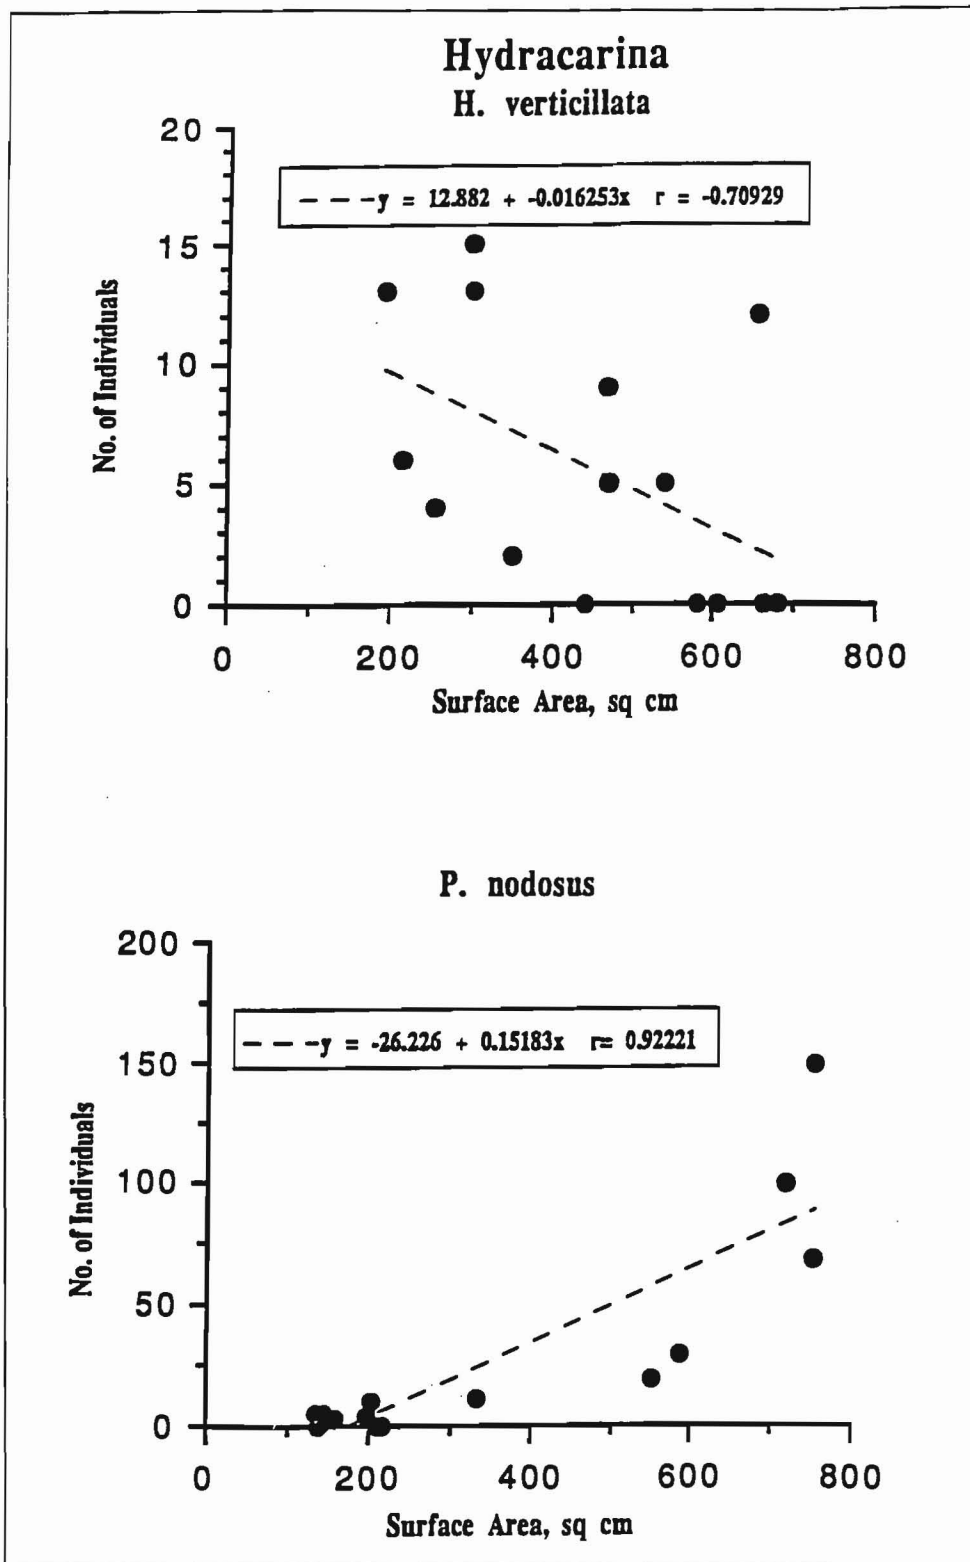 Hydracarina
H. verticillata
20
15
10
5
0
No. of Individuals
- - -y = 12.882 + -0.016253x r = -0.70929
0 200 400 600 800
Surface Area, sq cm
P. nodosus
200
150
100
50
0
No. of Individuals
- - -y = -26.226 + 0.15183x r= 0.92221
0 200 400 600 800
Surface Area, sq cm